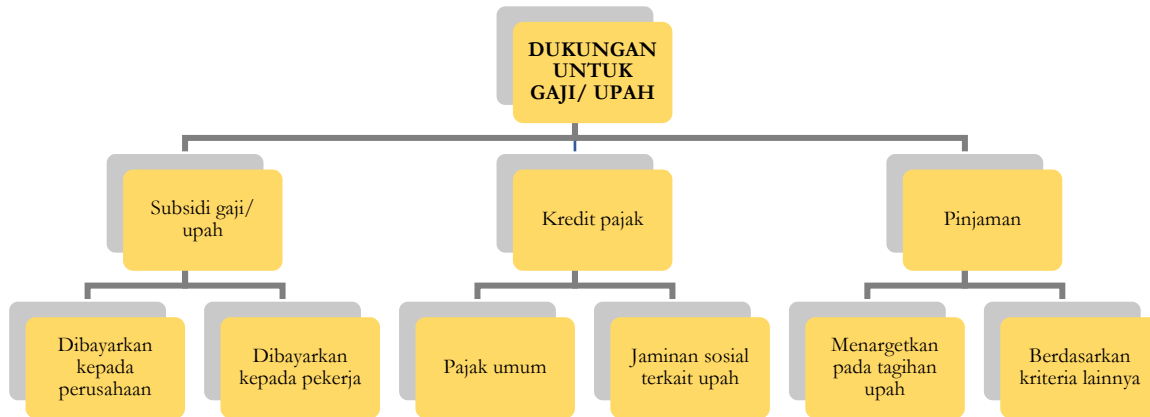 DUKUNGAN
UNTUK
GAJI/ UPAH
Subsidi gaji/
upah
Kredit pajak
Pinjaman
Dibayarkan
kepada
perusahaan
Dibayarkan
kepada pekerja
Pajak umum
Jaminan sosial
terkait upah
Menargetkan
pada tagihan
upah
Berdasarkan
kriteria lainnya